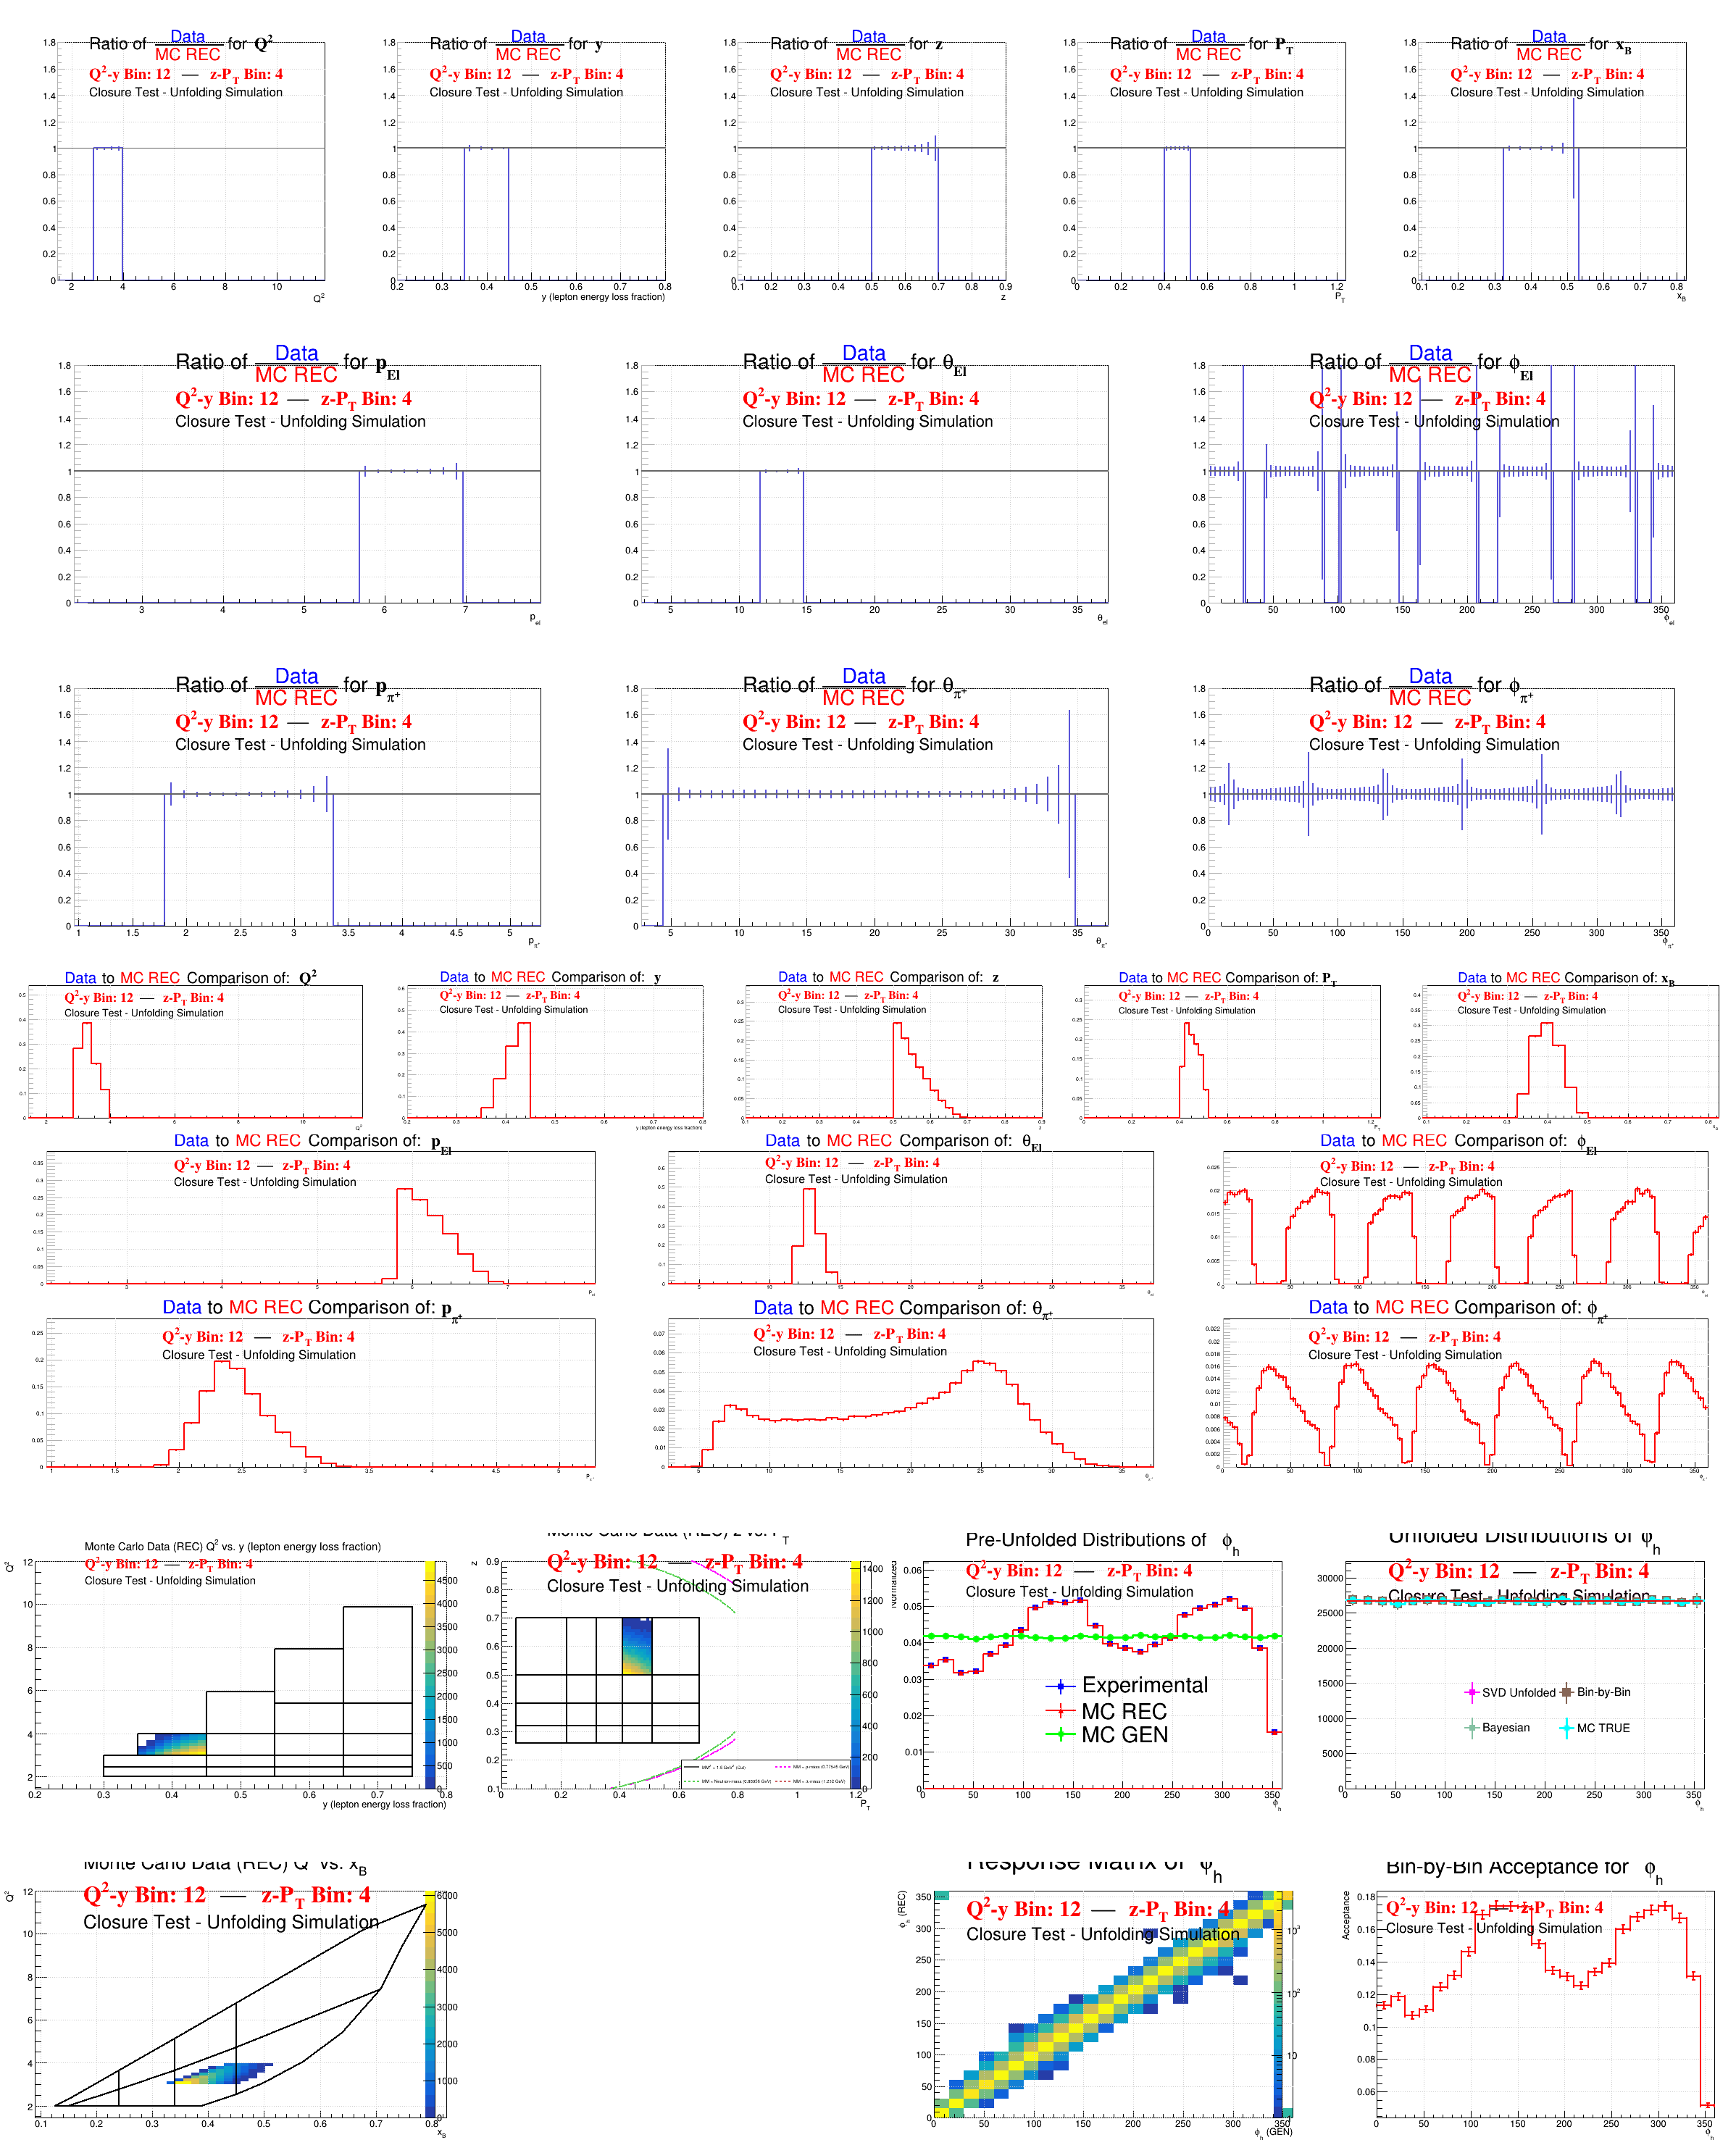 Ratio of Data/MC REC for Q²
Q²-y Bin: 12 — z-P_T Bin: 4
Closure Test - Unfolding Simulation
Q²
Ratio of Data/MC REC for y
Q²-y Bin: 12 — z-P_T Bin: 4
Closure Test - Unfolding Simulation
y (lepton energy loss fraction)
Ratio of Data/MC REC for z
Q²-y Bin: 12 — z-P_T Bin: 4
Closure Test - Unfolding Simulation
z
Ratio of Data/MC REC for P_T
Q²-y Bin: 12 — z-P_T Bin: 4
Closure Test - Unfolding Simulation
P_T
Ratio of Data/MC REC for x_B
Q²-y Bin: 12 — z-P_T Bin: 4
Closure Test - Unfolding Simulation
x_B
Ratio of Data/MC REC for p_El
Q²-y Bin: 12 — z-P_T Bin: 4
Closure Test - Unfolding Simulation
p_el
Ratio of Data/MC REC for θ_El
Q²-y Bin: 12 — z-P_T Bin: 4
Closure Test - Unfolding Simulation
θ_el
Ratio of Data/MC REC for ϕ_El
Q²-y Bin: 12 — z-P_T Bin: 4
Closure Test - Unfolding Simulation
ϕ_el
Ratio of Data/MC REC for p_π⁺
Q²-y Bin: 12 — z-P_T Bin: 4
Closure Test - Unfolding Simulation
p_π⁺
Ratio of Data/MC REC for θ_π⁺
Q²-y Bin: 12 — z-P_T Bin: 4
Closure Test - Unfolding Simulation
θ_π⁺
Ratio of Data/MC REC for ϕ_π⁺
Q²-y Bin: 12 — z-P_T Bin: 4
Closure Test - Unfolding Simulation
ϕ_π⁺
Data to MC REC Comparison of: Q²
Q²-y Bin: 12 — z-P_T Bin: 4
Closure Test - Unfolding Simulation
Data to MC REC Comparison of: y
Q²-y Bin: 12 — z-P_T Bin: 4
Closure Test - Unfolding Simulation
y (lepton energy loss fraction)
Data to MC REC Comparison of: z
Q²-y Bin: 12 — z-P_T Bin: 4
Closure Test - Unfolding Simulation
Data to MC REC Comparison of: P_T
Q²-y Bin: 12 — z-P_T Bin: 4
Closure Test - Unfolding Simulation
Data to MC REC Comparison of: x_B
Q²-y Bin: 12 — z-P_T Bin: 4
Closure Test - Unfolding Simulation
Data to MC REC Comparison of: p_El
Q²-y Bin: 12 — z-P_T Bin: 4
Closure Test - Unfolding Simulation
Data to MC REC Comparison of: θ_El
Q²-y Bin: 12 — z-P_T Bin: 4
Closure Test - Unfolding Simulation
Data to MC REC Comparison of: ϕ_El
Q²-y Bin: 12 — z-P_T Bin: 4
Closure Test - Unfolding Simulation
Data to MC REC Comparison of: p_π⁺
Q²-y Bin: 12 — z-P_T Bin: 4
Closure Test - Unfolding Simulation
Data to MC REC Comparison of: θ_π⁺
Q²-y Bin: 12 — z-P_T Bin: 4
Closure Test - Unfolding Simulation
Data to MC REC Comparison of: ϕ_π⁺
Q²-y Bin: 12 — z-P_T Bin: 4
Closure Test - Unfolding Simulation
Monte Carlo Data (REC) Q² vs. y (lepton energy loss fraction)
Q²-y Bin: 12 — z-P_T Bin: 4
Closure Test - Unfolding Simulation
Q²
y (lepton energy loss fraction)
Monte Carlo Data (REC) z vs. P_T
Q²-y Bin: 12 — z-P_T Bin: 4
Closure Test - Unfolding Simulation
z
P_T
Pre-Unfolded Distributions of ϕ_h
Q²-y Bin: 12 — z-P_T Bin: 4
Closure Test - Unfolding Simulation
Normalized
Experimental
MC REC
MC GEN
ϕ_h
Unfolded Distributions of ϕ_h
Q²-y Bin: 12 — z-P_T Bin: 4
Closure Test - Unfolding Simulation
SVD Unfolded
Bin-by-Bin
Bayesian
MC TRUE
ϕ_h
Monte Carlo Data (REC) Q² vs. x_B
Q²-y Bin: 12 — z-P_T Bin: 4
Closure Test - Unfolding Simulation
Q²
x_B
Response Matrix of ϕ_h
Q²-y Bin: 12 — z-P_T Bin: 4
Closure Test - Unfolding Simulation
ϕ_h (REC)
ϕ_h (GEN)
Bin-by-Bin Acceptance for ϕ_h
Q²-y Bin: 12 — z-P_T Bin: 4
Closure Test - Unfolding Simulation
Acceptance
ϕ_h